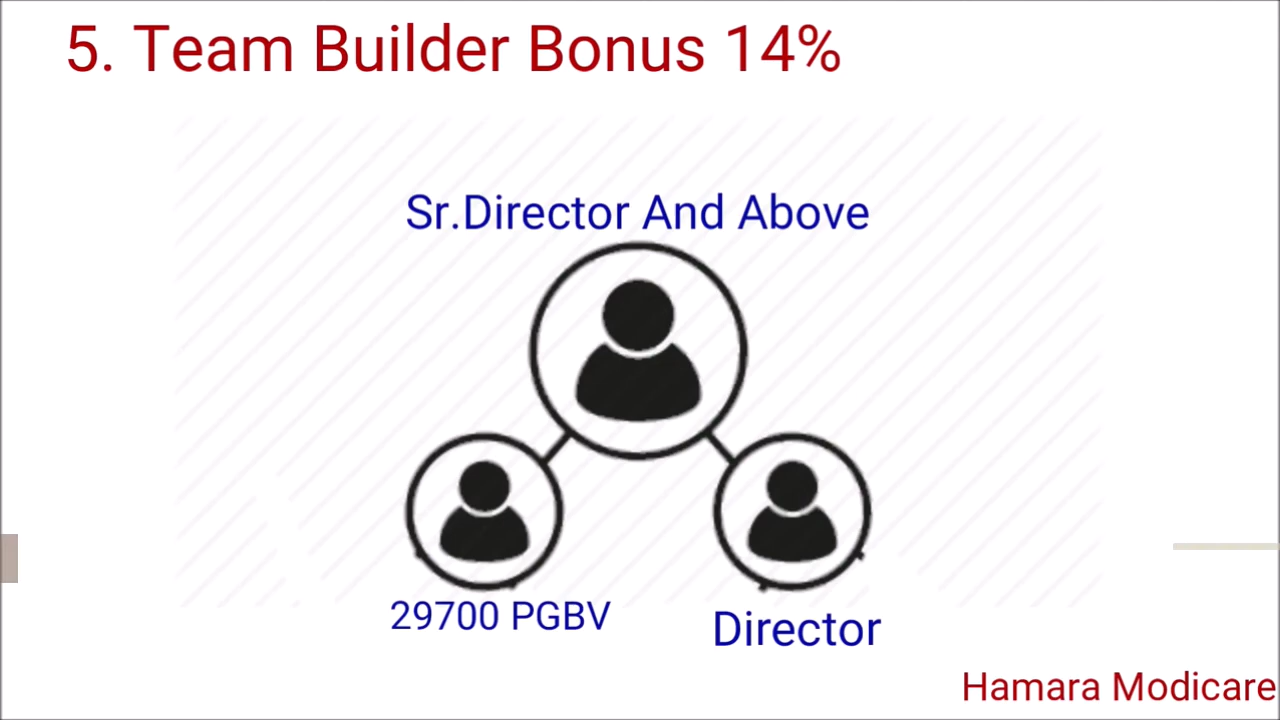 5. Team Builder Bonus 14%
Sr.Director And Above
29700 PGBV
Director
Hamara Modicare